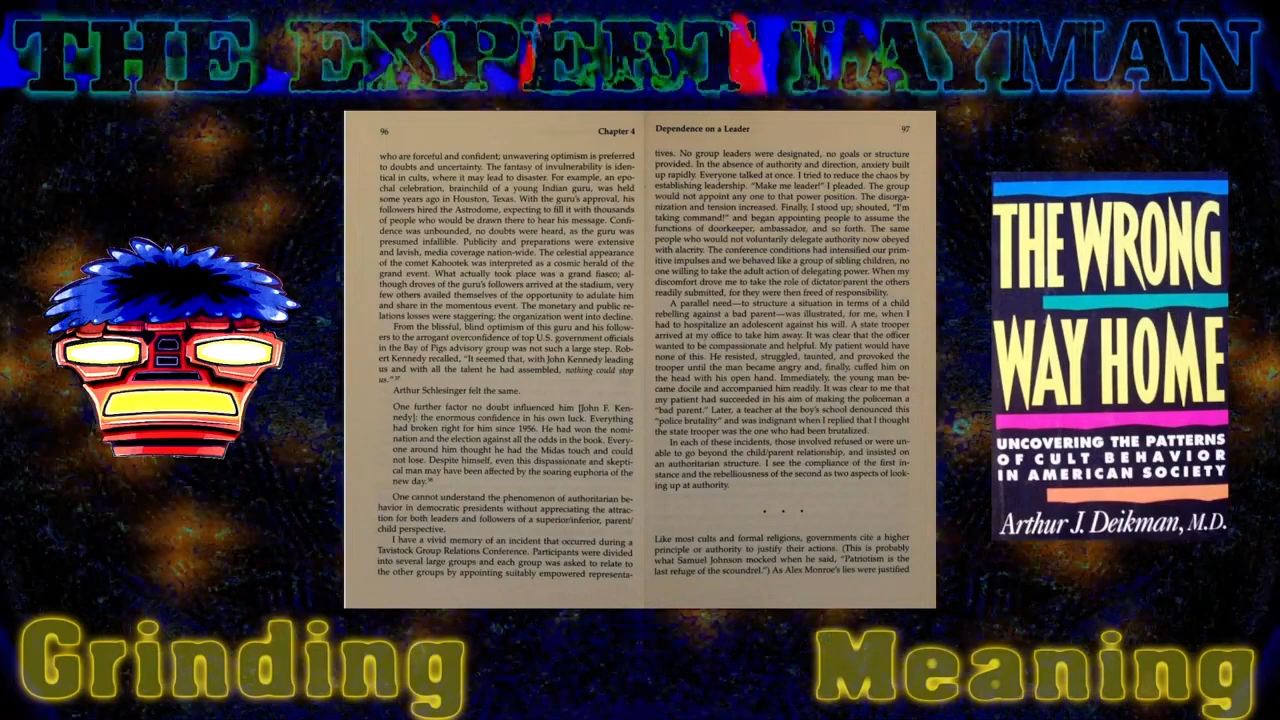 THE EXPERT LAYMAN
96 Chapter 4
who are forceful and confident; unwavering optimism is preferred
to doubts and uncertainty. The fantasy of invulnerability is iden-
tical in cults, where it may lead to disaster. For example, an epo-
chal celebration, brainchild of a young Indian guru, was held
some years ago in Houston, Texas. With the guru's approval, his
followers hired the Astrodome, expecting to fill it with thousands
of people who would be drawn there to hear his message. Confi-
dence was unbounded, no doubts were heard, as the guru was
presumed infallible. Publicity and preparations were extensive
and lavish, media coverage nation-wide. The celestial appearance
of the comet Kahootek was interpreted as a cosmic herald of the
grand event. What actually took place was a grand fiasco; al-
though droves of the guru's followers arrived at the stadium, very
few others availed themselves of the opportunity to adulate him
and share in the momentous event. The monetary and public re-
lations losses were staggering; the organization went into decline.
From the blissful, blind optimism of this guru and his follow-
ers to the arrogant overconfidence of top U.S. government officials
in the Bay of Pigs advisory group was not such a large step. Rob-
ert Kennedy recalled, "It seemed that, with John Kennedy leading
us and with all the talent he had assembled, nothing could stop
us."³⁷
Arthur Schlesinger felt the same.
One further factor no doubt influenced him [John F. Ken-
nedy]: the enormous confidence in his own luck. Everything
had broken right for him since 1956. He had won the nomi-
nation and the election against all the odds in the book. Every-
one around him thought he had the Midas touch and could
not lose. Despite himself, even this dispassionate and skepti-
cal man may have been affected by the soaring euphoria of the
new day.³⁸
One cannot understand the phenomenon of authoritarian be-
havior in democratic presidents without appreciating the attrac-
tion for both leaders and followers of a superior/inferior, parent/
child perspective.
I have a vivid memory of an incident that occurred during a
Tavistock Group Relations Conference. Participants were divided
into several large groups and each group was asked to relate to
the other groups by appointing suitably empowered representa-
Dependence on a Leader 97
tives. No group leaders were designated, no goals or structure
provided. In the absence of authority and direction, anxiety built
up rapidly. Everyone talked at once. I tried to reduce the chaos by
establishing leadership. "Make me leader!" I pleaded. The group
would not appoint any one to that power position. The disorga-
nization and tension increased. Finally, I stood up; shouted, "I'm
taking command!" and began appointing people to assume the
functions of doorkeeper, ambassador, and so forth. The same
people who would not voluntarily delegate authority now obeyed
with alacrity. The conference conditions had intensified our prim-
itive impulses and we behaved like a group of sibling children, no
one willing to take the adult action of delegating power. When my
discomfort drove me to take the role of dictator/parent the others
readily submitted, for they were then freed of responsibility.
A parallel need—to structure a situation in terms of a child
rebelling against a bad parent—was illustrated, for me, when I
had to hospitalize an adolescent against his will. A state trooper
arrived at my office to take him away. It was clear that the officer
wanted to be compassionate and helpful. My patient would have
none of this. He resisted, struggled, taunted, and provoked the
trooper until the man became angry and, finally, cuffed him on
the head with his open hand. Immediately, the young man be-
came docile and accompanied him readily. It was clear to me that
my patient had succeeded in his aim of making the policeman a
"bad parent." Later, a teacher at the boy's school denounced this
"police brutality" and was indignant when I replied that I thought
the state trooper was the one who had been brutalized.
In each of these incidents, those involved refused or were un-
able to go beyond the child/parent relationship, and insisted on
an authoritarian structure. I see the compliance of the first in-
stance and the rebelliousness of the second as two aspects of look-
ing up at authority.
. . .
Like most cults and formal religions, governments cite a higher
principle or authority to justify their actions. (This is probably
what Samuel Johnson mocked when he said, "Patriotism is the
last refuge of the scoundrel.") As Alex Monroe's lies were justified
THE WRONG
WAY HOME
UNCOVERING THE PATTERNS
OF CULT BEHAVIOR
IN AMERICAN SOCIETY
Arthur J. Deikman, M.D.
Grinding Meaning